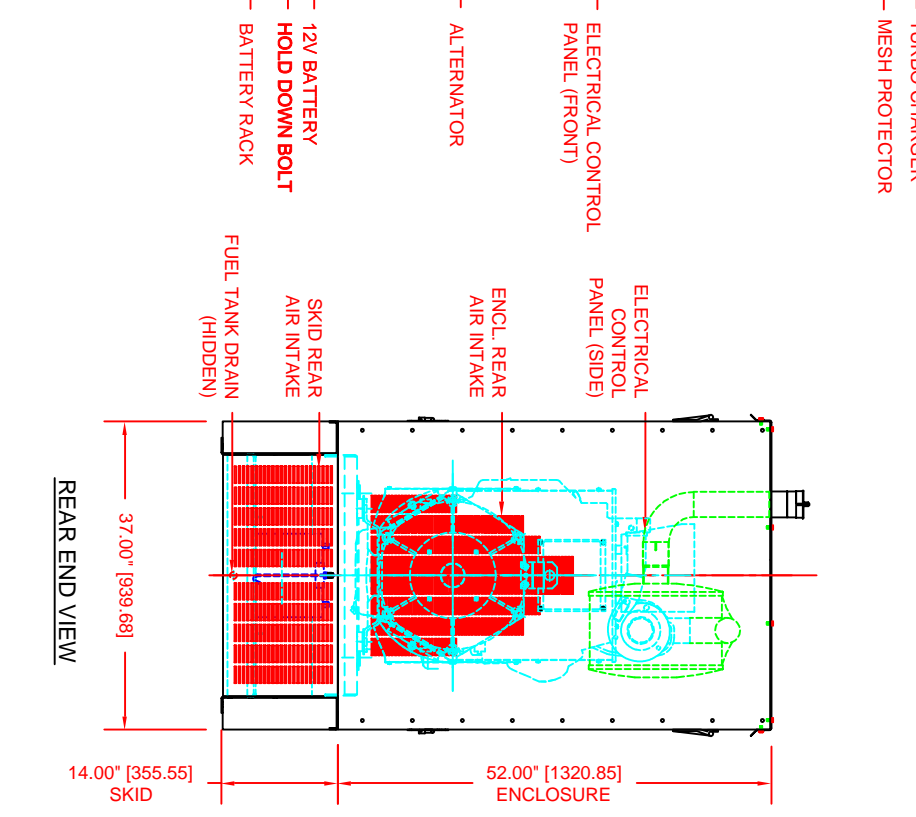 MESH PROTECTOR
ELECTRICAL CONTROL
PANEL (FRONT)
ALTERNATOR
12V BATTERY
HOLD DOWN BOLT
BATTERY RACK
ELECTRICAL
CONTROL
PANEL (SIDE)
ENCL. REAR
AIR INTAKE
SKID REAR
AIR INTAKE
FUEL TANK DRAIN
(HIDDEN)
37.00" [939.68]
REAR END VIEW
14.00" [355.55]
SKID
52.00" [1320.85]
ENCLOSURE